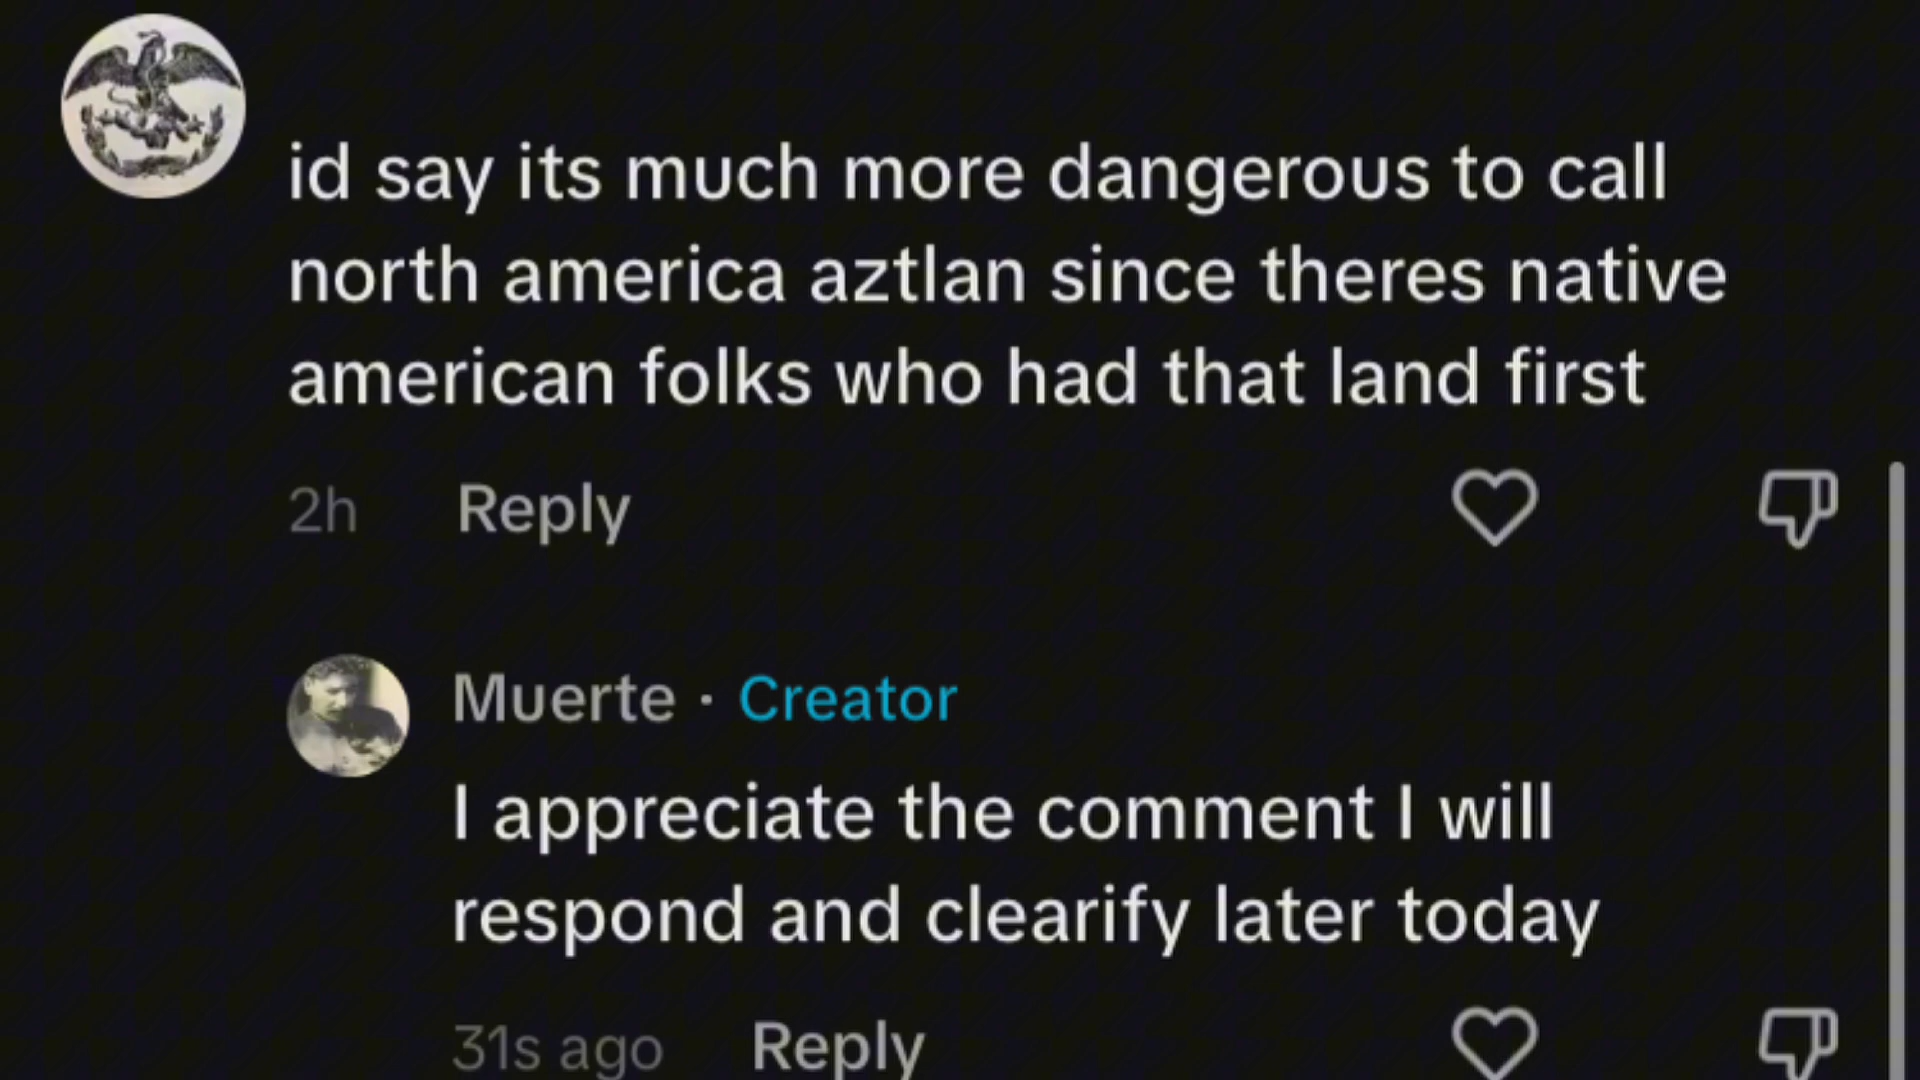 id say its much more dangerous to call
north america aztlan since theres native
american folks who had that land first
2h Reply
Muerte · Creator
I appreciate the comment I will
respond and clearify later today
31s ago Reply